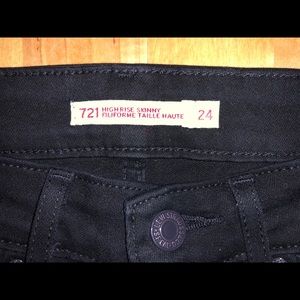 721 HIGH RISE SKINNY 24
FILIFORME TAILLE HAUTE